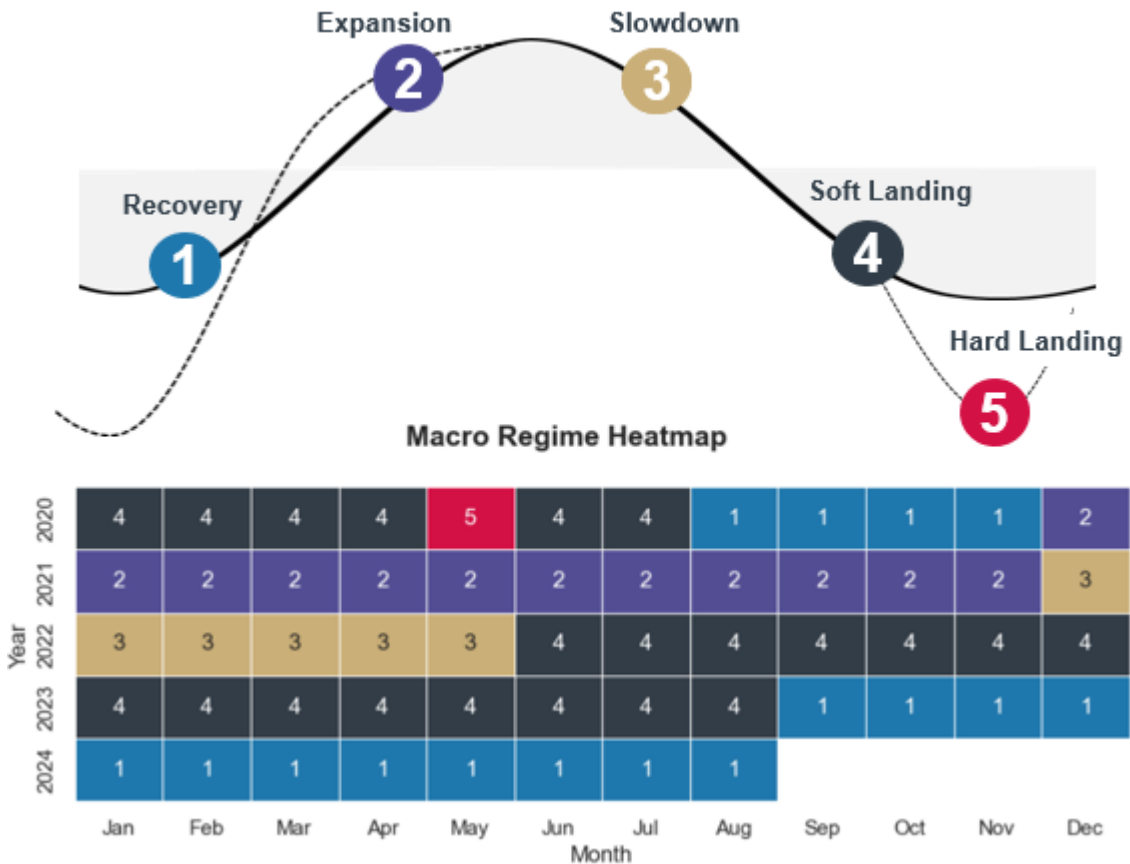 Expansion
Slowdown
2
3
Recovery
Soft Landing
1
4
Hard Landing
5
Macro Regime Heatmap
2020 4 4 4 4 5 4 4 1 1 1 1 2
2021 2 2 2 2 2 2 2 2 2 2 2 3
2022 3 3 3 3 3 4 4 4 4 4 4 4
2023 4 4 4 4 4 4 4 4 1 1 1 1
2024 1 1 1 1 1 1 1 1
Year
Jan Feb Mar Apr May Jun Jul Aug Sep Oct Nov Dec
Month